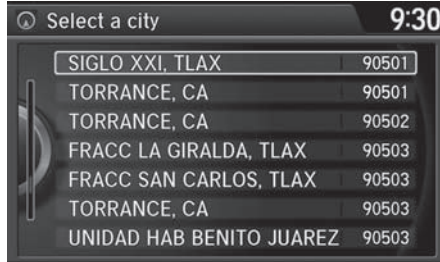 Select a city 9:30
SIGLO XXI, TLAX 90501
TORRANCE, CA 90501
TORRANCE, CA 90502
FRACC LA GIRALDA, TLAX 90503
FRACC SAN CARLOS, TLAX 90503
TORRANCE, CA 90503
UNIDAD HAB BENITO JUAREZ 90503